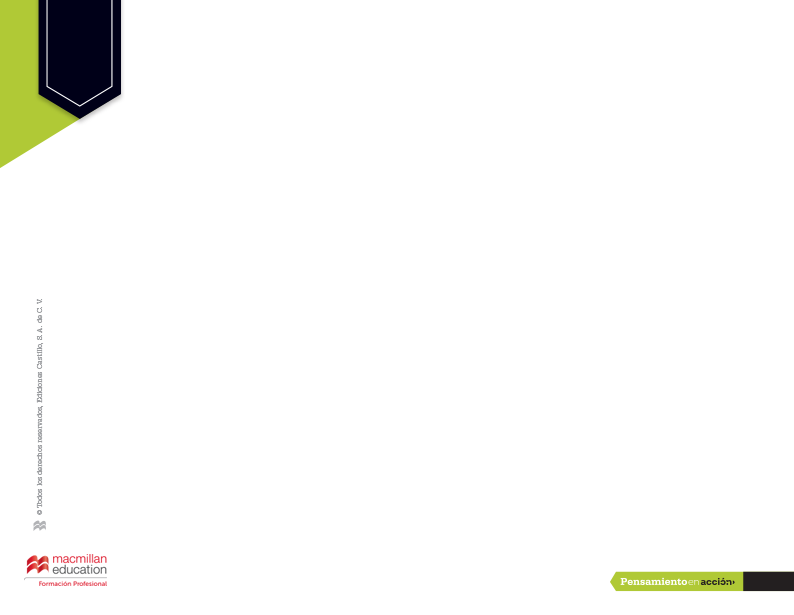 © Todos los derechos reservados, Ediciones Castillo, S. A. de C. V.
macmillan
education
Formación Profesional
Pensamiento en acción